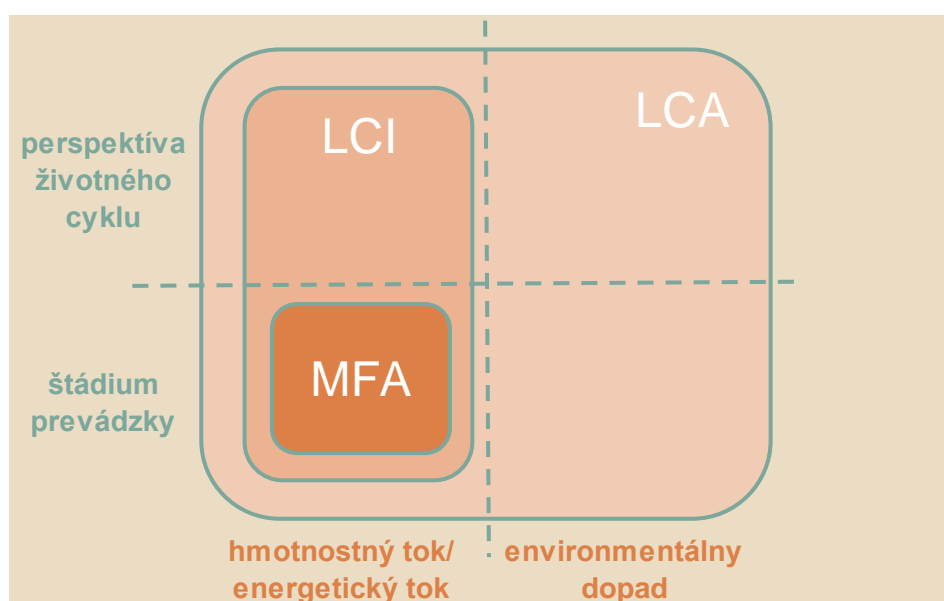 LCI
LCA
perspektíva
životného
cyklu
MFA
štádium
prevádzky
hmotnostný tok/
energetický tok
environmentálny
dopad